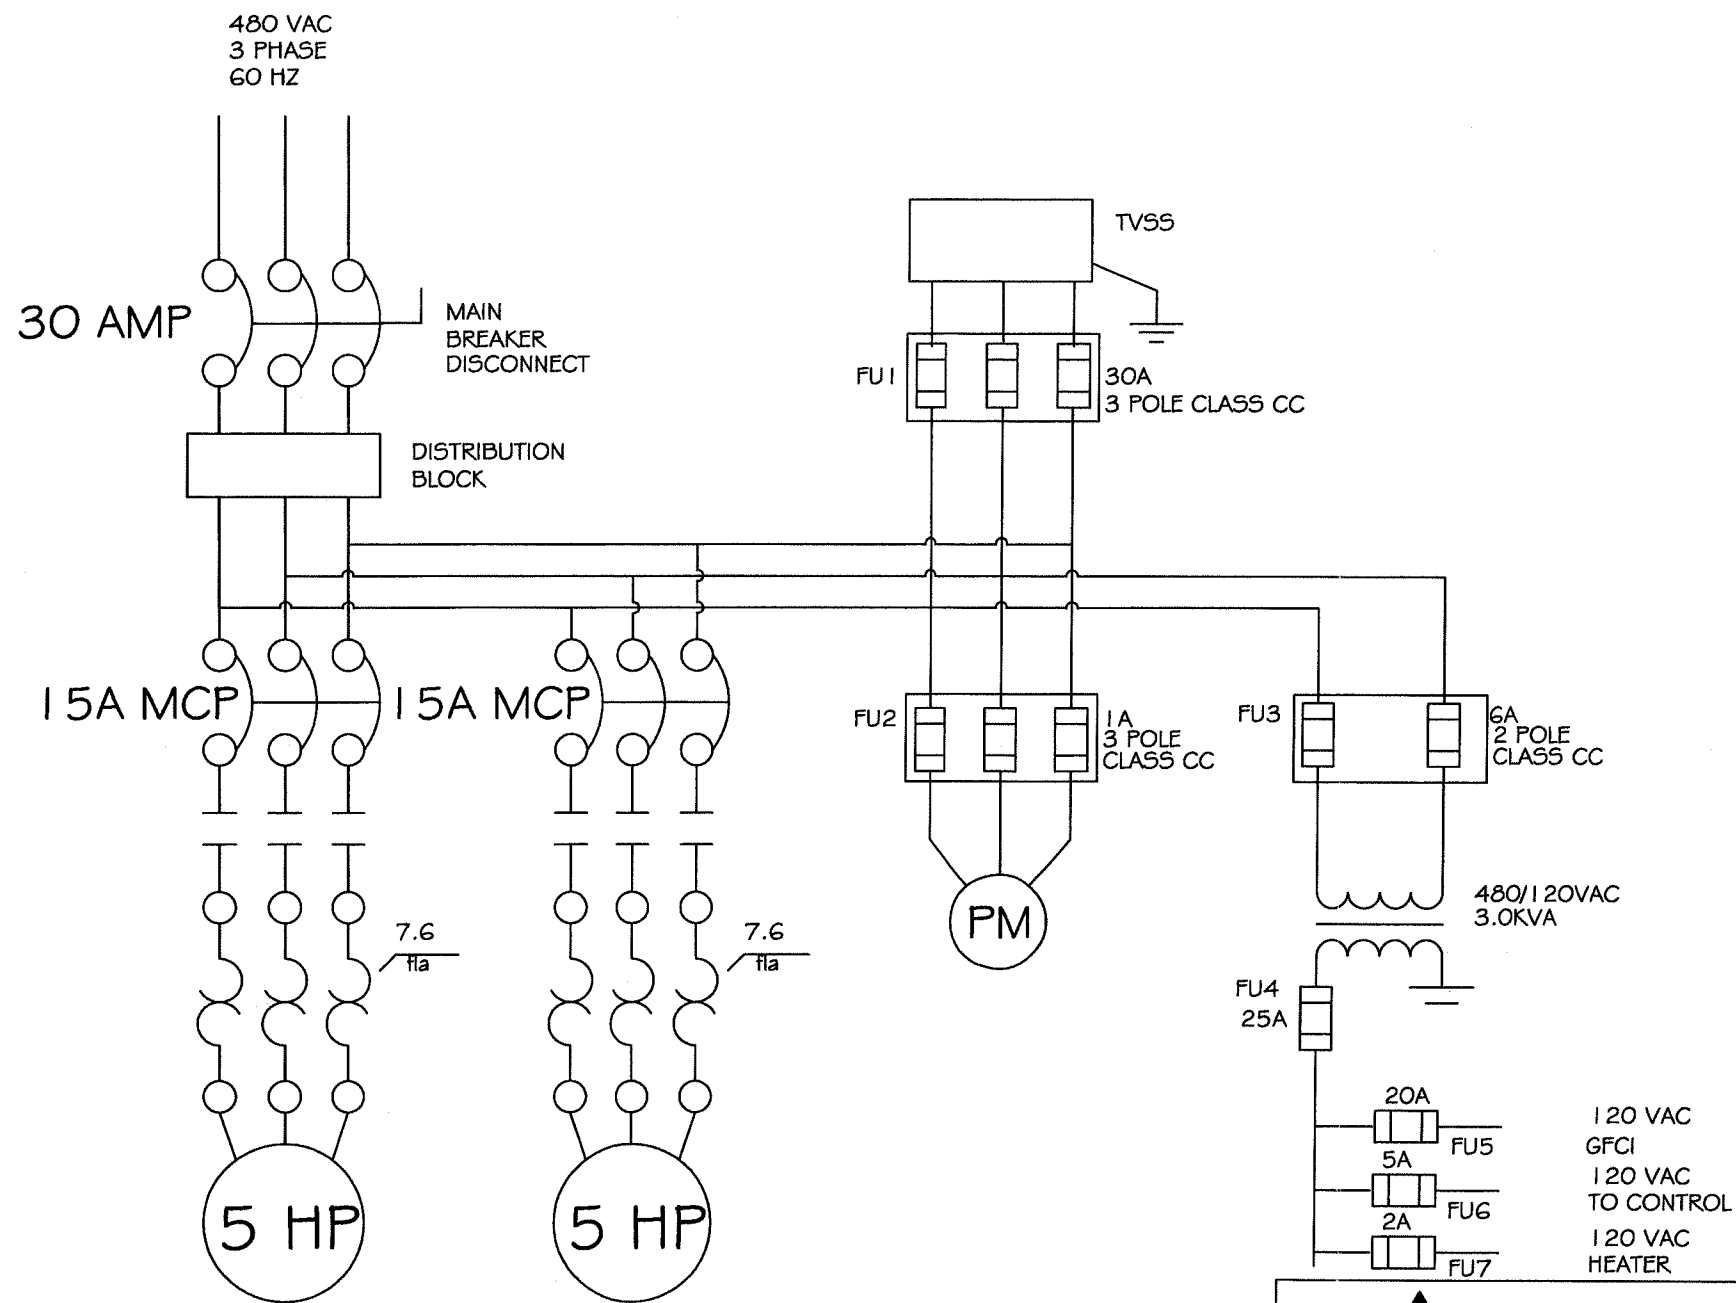 480 VAC
3 PHASE
60 HZ
30 AMP
MAIN
BREAKER
DISCONNECT
DISTRIBUTION
BLOCK
TVSS
FU1
30A
3 POLE CLASS CC
15A MCP
15A MCP
FU2
1A
3 POLE
CLASS CC
FU3
6A
2 POLE
CLASS CC
7.6
fla
7.6
fla
PM
480/120VAC
3.0KVA
FU4
25A
20A
FU5
120 VAC
GFCI
5A
FU6
120 VAC
TO CONTROL
2A
FU7
120 VAC
HEATER
5 HP
5 HP